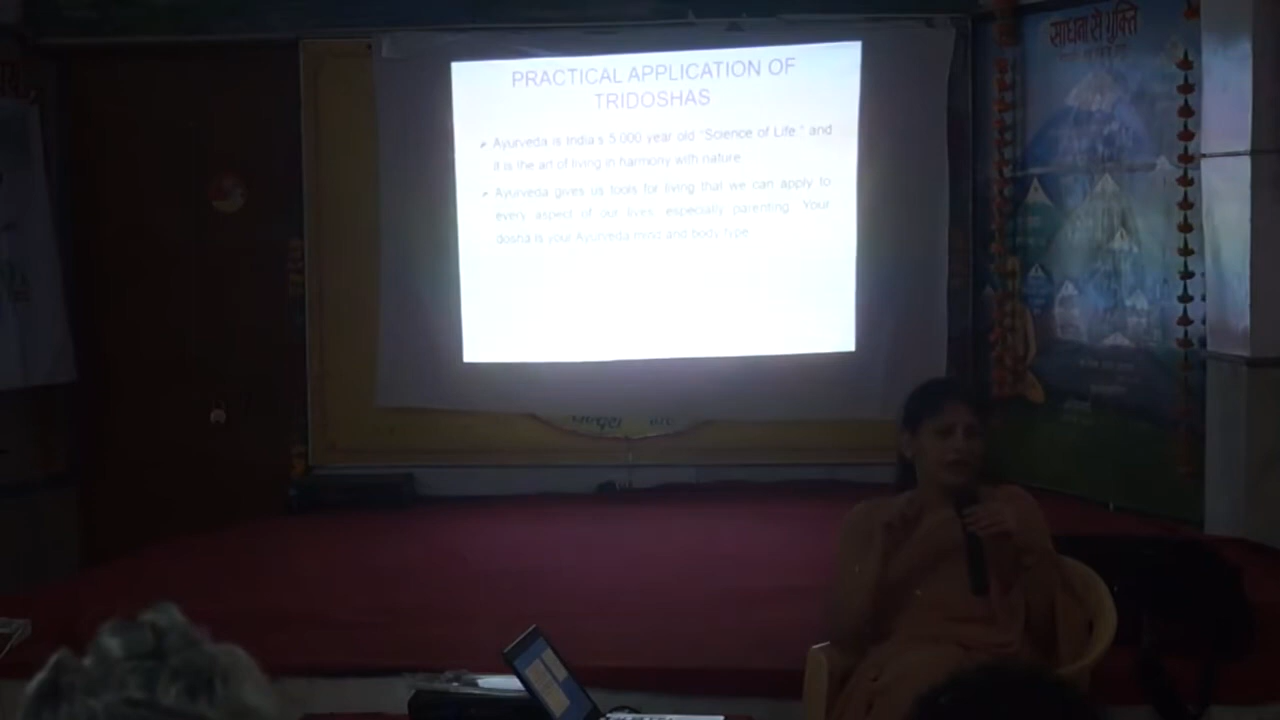 PRACTICAL APPLICATION OF
TRIDOSHAS
Ayurveda is India's 5,000 year old "Science of Life," and
it is the art of living in harmony with nature.
Ayurveda gives us tools for living that we can apply to
every aspect of our lives, especially parenting. Your
dosha is your Ayurveda mind and body type.
साधना से मुक्ति